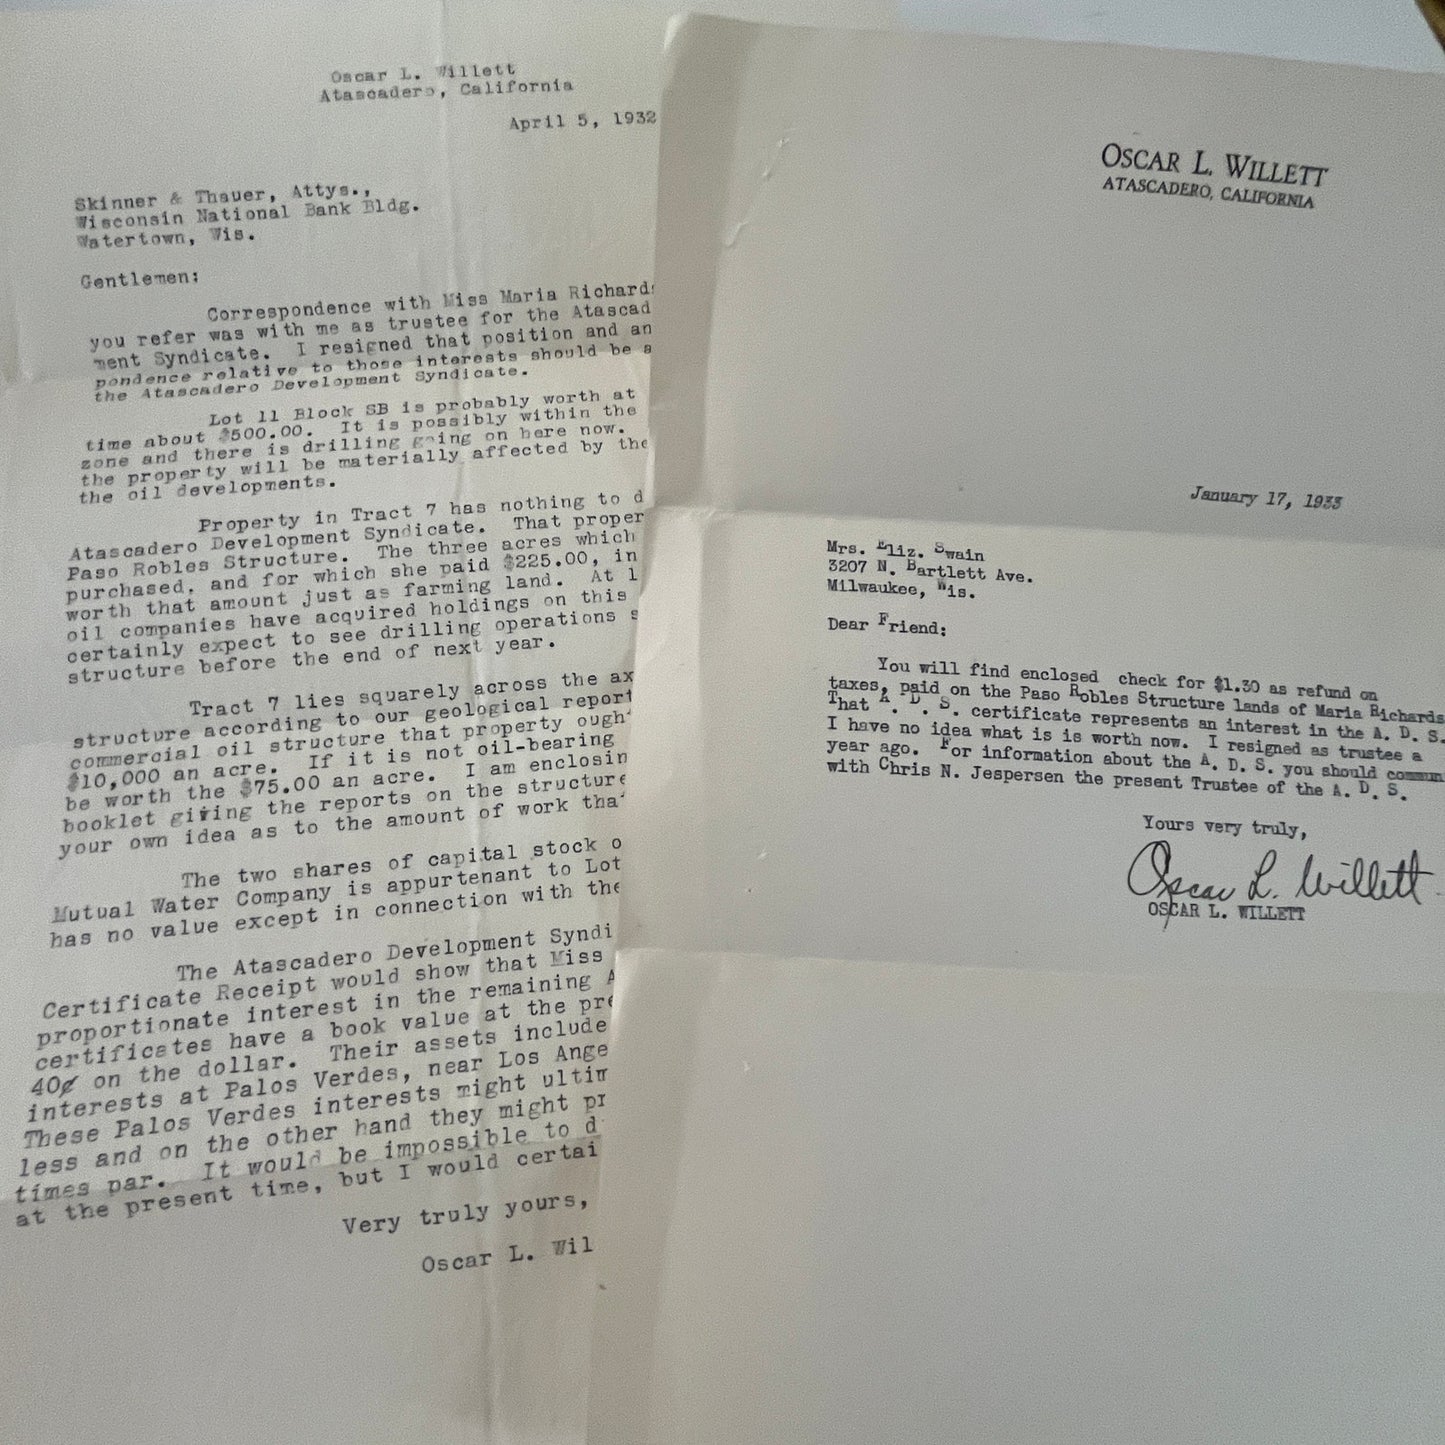 Oscar L. Willett
Atascadero, California
April 5, 1932
Skinner & Thauer, Attys.,
Wisconsin National Bank Bldg.
Watertown, Wis.
Gentlemen:
Correspondence with Miss Maria Richards
you refer was with me as trustee for the Atascad
ment Syndicate. I resigned that position and an
pondence relative to those interests should be a
the Atascadero Development Syndicate.
Lot 11 Block SB is probably worth at
time about $500.00. It is possibly within the
zone and there is drilling going on here now.
the property will be materially affected by the
the oil developments.
Property in Tract 7 has nothing to d
Atascadero Development Syndicate. That proper
Paso Robles Structure. The three acres which
purchased, and for which she paid $225.00, in
worth that amount just as farming land. At l
oil companies have acquired holdings on this
certainly expect to see drilling operations s
structure before the end of next year.
Tract 7 lies squarely across the ax
structure according to our geological report
commercial oil structure that property ought
$10,000 an acre. If it is not oil-bearing
be worth the $75.00 an acre. I am enclosin
booklet giving the reports on the structure
your own idea as to the amount of work tha
The two shares of capital stock o
Mutual Water Company is appurtenant to Lot
has no value except in connection with the
The Atascadero Development Syndi
Certificate Receipt would show that Miss
proportionate interest in the remaining A
certificates have a book value at the pre
40¢ on the dollar. Their assets include
interests at Palos Verdes, near Los Ange
These Palos Verdes interests might ultim
less and on the other hand they might pr
times par. It would be impossible to d
at the present time, but I would certai
Very truly yours,
Oscar L. Wil
OSCAR L. WILLETT
ATASCADERO, CALIFORNIA
January 17, 1933
Mrs. Eliz. Swain
3207 N. Bartlett Ave.
Milwaukee, Wis.
Dear Friend:
You will find enclosed check for $1.30 as refund on
taxes, paid on the Paso Robles Structure lands of Maria Richards
That A. D. S. certificate represents an interest in the A. D. S.
I have no idea what is is worth now. I resigned as trustee a
year ago. For information about the A. D. S. you should commun
with Chris N. Jespersen the present Trustee of the A. D. S.
Yours very truly,
Oscar L. Willett
OSCAR L. WILLETT